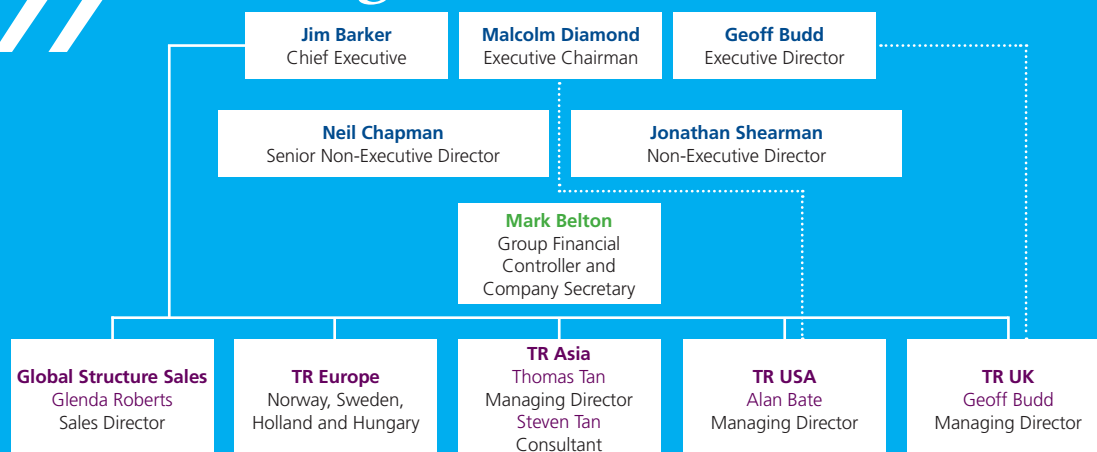 Jim Barker
Chief Executive
Malcolm Diamond
Executive Chairman
Geoff Budd
Executive Director
Neil Chapman
Senior Non-Executive Director
Jonathan Shearman
Non-Executive Director
Mark Belton
Group Financial
Controller and
Company Secretary
Global Structure Sales
Glenda Roberts
Sales Director
TR Europe
Norway, Sweden,
Holland and Hungary
TR Asia
Thomas Tan
Managing Director
Steven Tan
Consultant
TR USA
Alan Bate
Managing Director
TR UK
Geoff Budd
Managing Director